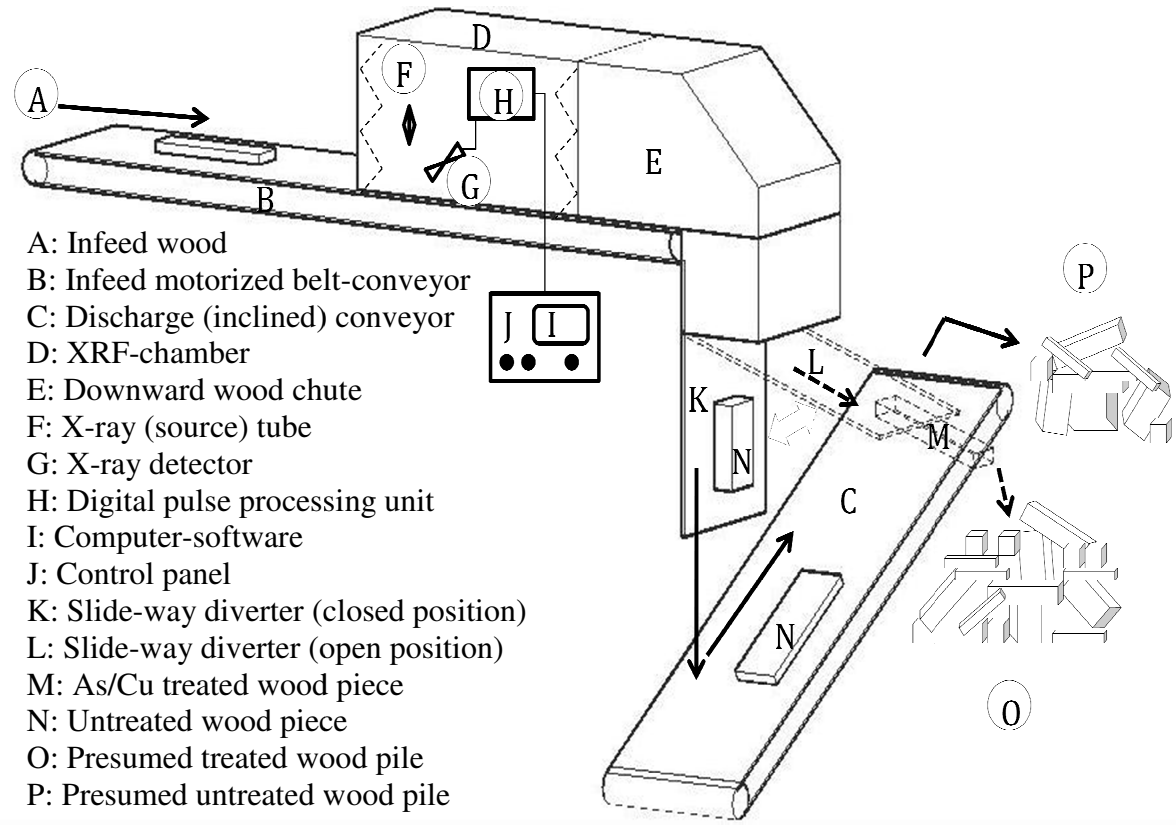 D
F
A
H
E
G
B
A: Infeed wood
B: Infeed motorized belt-conveyor
C: Discharge (inclined) conveyor
D: XRF-chamber
E: Downward wood chute
F: X-ray (source) tube
G: X-ray detector
H: Digital pulse processing unit
I: Computer-software
J: Control panel
K: Slide-way diverter (closed position)
L: Slide-way diverter (open position)
M: As/Cu treated wood piece
N: Untreated wood piece
O: Presumed treated wood pile
P: Presumed untreated wood pile
J I
P
L
K
M
N
C
N
O